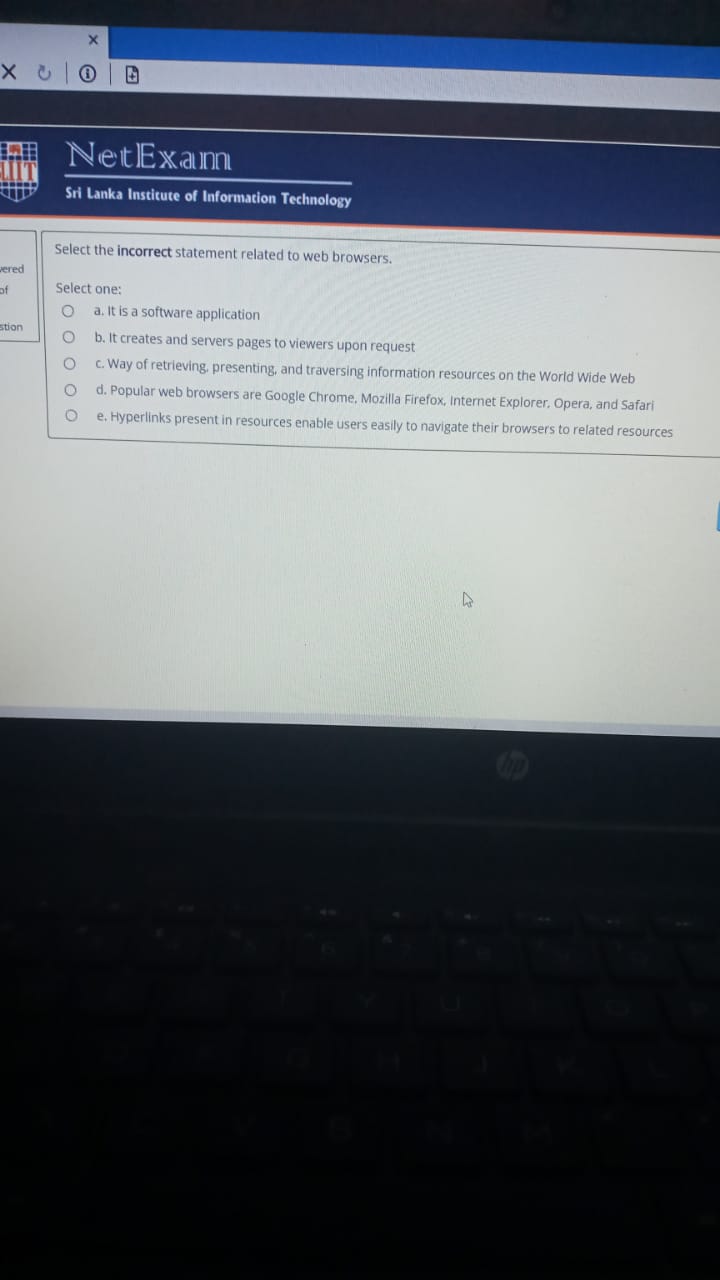 NetExam
LIIT
Sri Lanka Institute of Information Technology
Select the incorrect statement related to web browsers.
vered
of
stion
Select one:
a. It is a software application
b. It creates and servers pages to viewers upon request
c. Way of retrieving, presenting, and traversing information resources on the World Wide Web
d. Popular web browsers are Google Chrome, Mozilla Firefox, Internet Explorer, Opera, and Safari
e. Hyperlinks present in resources enable users easily to navigate their browsers to related resources
hp